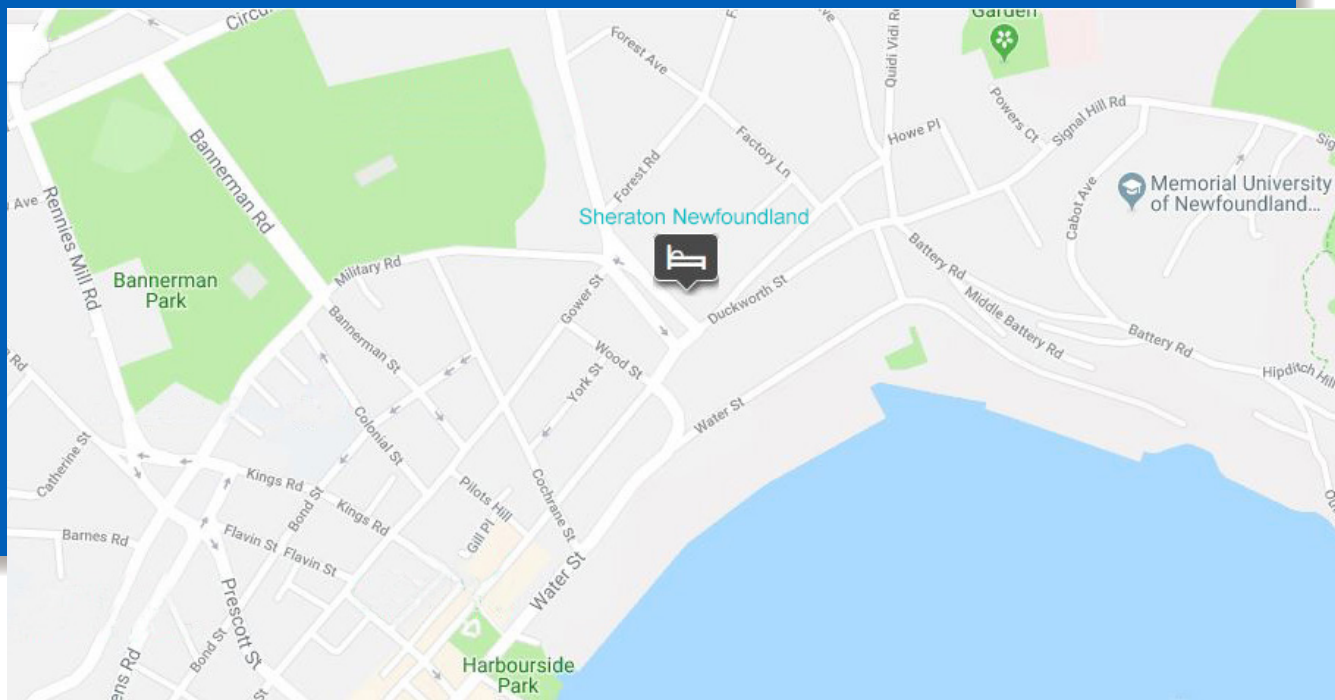 Circu
Forest Ave
Quidi Vidi R
Garden
Powers Ct
Signal Hill Rd
Sig
Bannerman Rd
Factory Ln
Howe Pl
Forest Rd
Memorial University
of Newfoundland...
Ave
Rennies Mill Rd
Sheraton Newfoundland
Cabot Ave
Battery Rd
Military Rd
Bannerman
Park
Gower St
Duckworth St
Middle Battery Rd
Bannerman St
Battery Rd
Rd
Wood St
York St
Hipditch Hill
Water St
Colonial St
Catherine St
Kings Rd
Kings Rd
Bond St
Pilots Hill
Cochrane St
Gill Pl
Barnes Rd
Flavin St
Flavin St
Water St
Prescott St
Bond St
ens Rd
St
Harbourside
Park